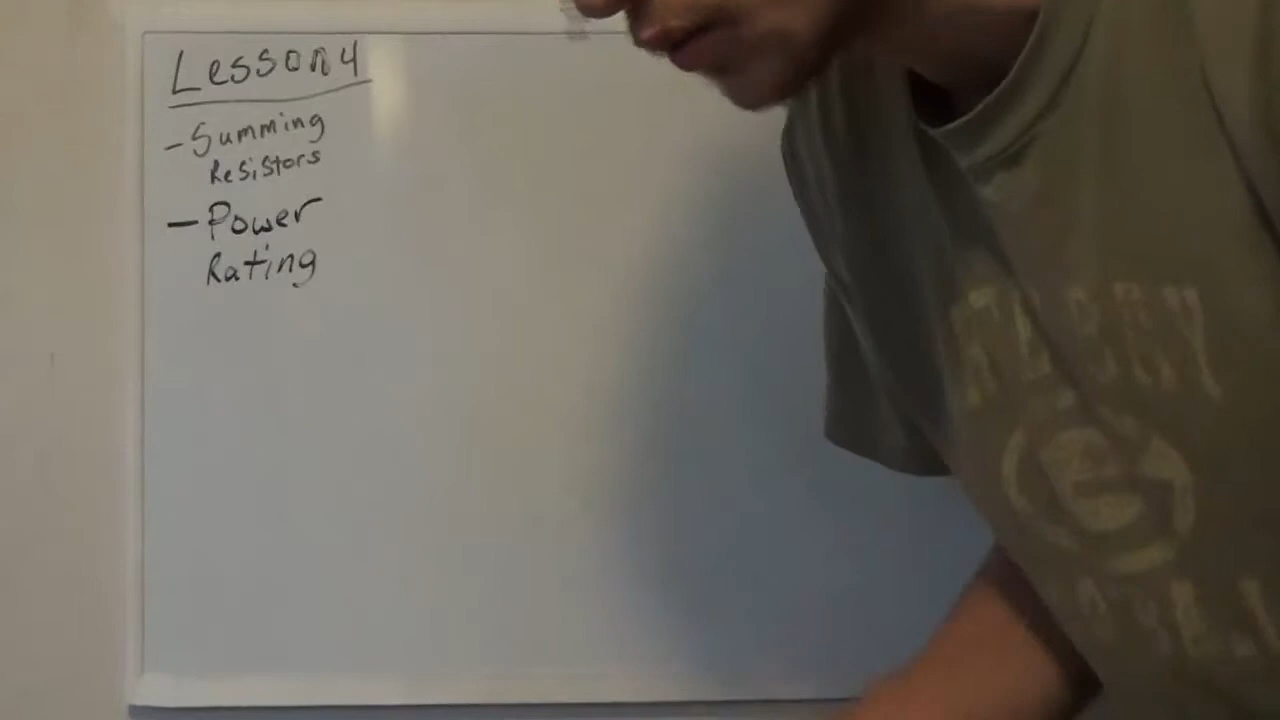 Lesson 4
- Summing
Resistors
- Power
Rating